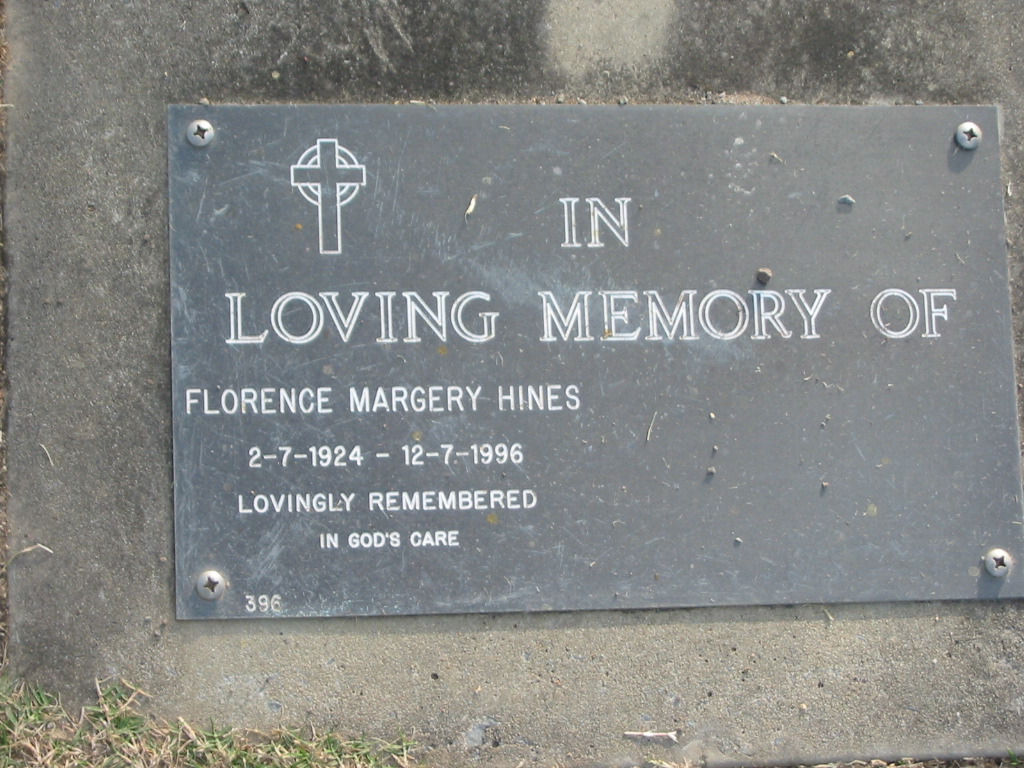 IN
LOVING MEMORY OF
FLORENCE MARGERY HINES
2-7-1924 - 12-7-1996
LOVINGLY REMEMBERED
IN GOD'S CARE
396